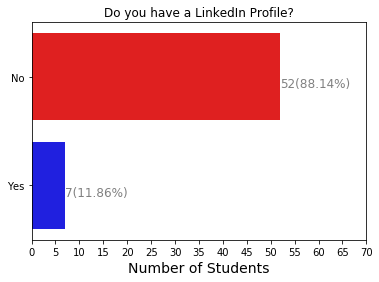 Do you have a LinkedIn Profile?
No
52(88.14%)
Yes
7(11.86%)
0 5 10 15 20 25 30 35 40 45 50 55 60 65 70
Number of Students